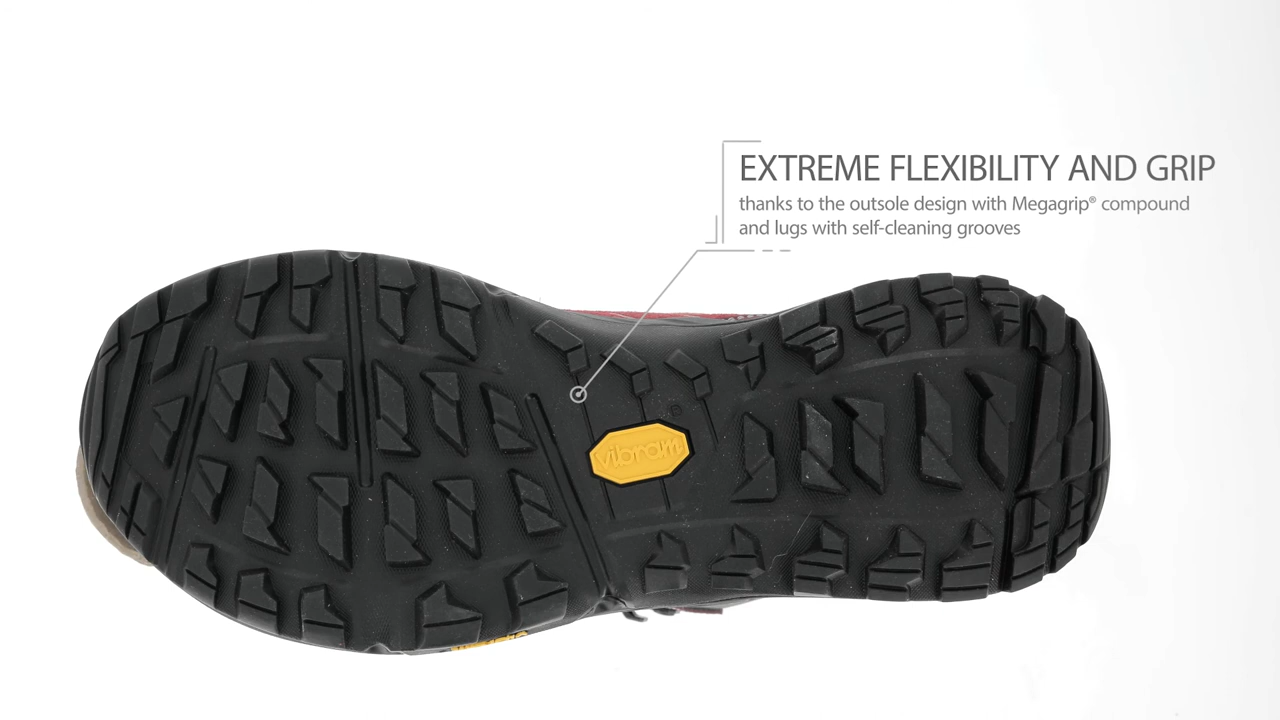 EXTREME FLEXIBILITY AND GRIP
thanks to the outsole design with Megagrip® compound
and lugs with self-cleaning grooves
®
vibram